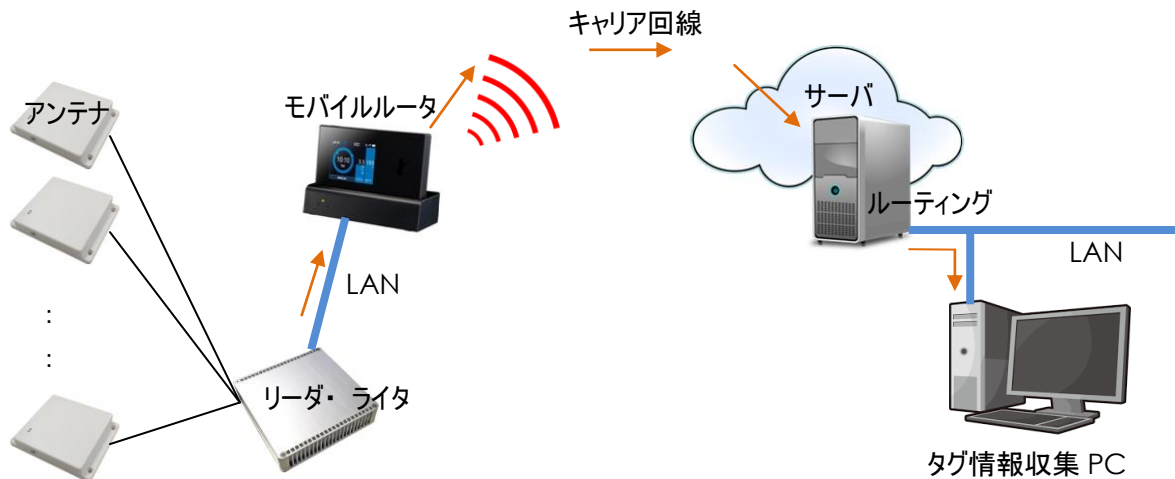 キャリア回線
アンテナ
モバイルルータ
サーバ
10:10
ルーティング
LAN
LAN
：
：
リーダ・ ライタ
タグ情報収集 PC